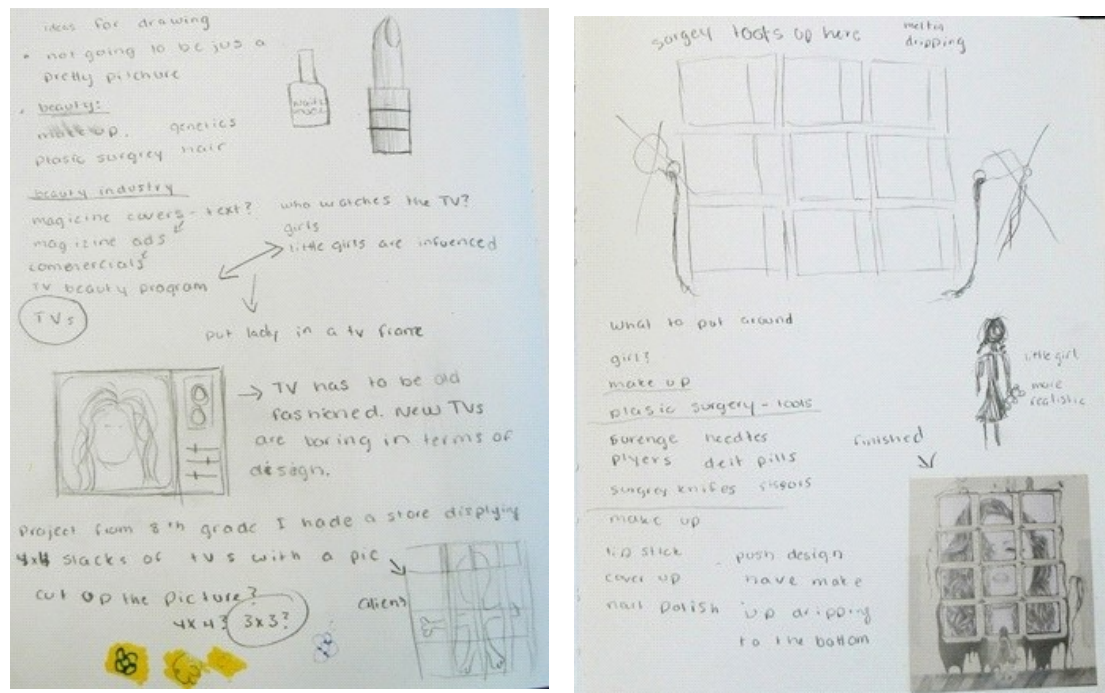 ideas for drawing
• not going to be jus a
pretty pitchure
• beauty:
make up, genetics
plasic surgrey hair
beauty industry
magizine covers - text?
magizine ads
commercials
TV beauty program
TVs
who watches the TV?
girls
little girls are infuenced
put lady in a tv frame
→ TV has to be old
fashioned. New TVs
are boring in terms of
design.
Project from 8th grade I made a store displying
4x4 stacks of tvs with a pic
cut up the picture?
4x4? 3x3?
aliens
surgey tools up here
melting
dripping
what to put around
girl?
make up
plasic surgery - tools
surenge needles
plyers deit pills
surgrey knifes sissors
make up
lip stick
cover up
nail polish
push design
have make
up dripping
to the bottom
little girl
more
realistic
finished